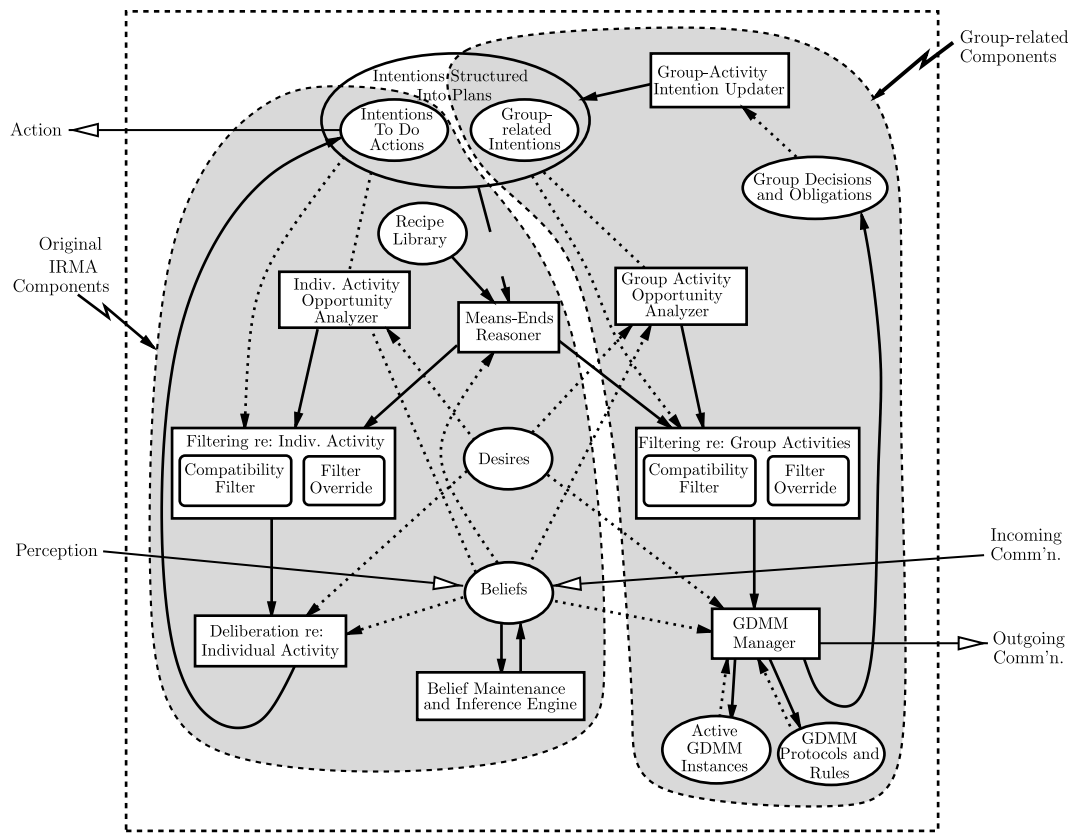 Group-related
Components
Intentions Structured
Into Plans
Group-Activity
Intention Updater
Action
Intentions
To Do
Actions
Group-
related
Intentions
Group Decisions
and Obligations
Recipe
Library
Original
IRMA
Components
Indiv. Activity
Opportunity
Analyzer
Group Activity
Opportunity
Analyzer
Means-Ends
Reasoner
Filtering re: Indiv. Activity
Compatibility
Filter
Filter
Override
Desires
Filtering re: Group Activities
Compatibility
Filter
Filter
Override
Perception
Incoming
Comm'n.
Beliefs
Deliberation re:
Individual Activity
GDMM
Manager
Outgoing
Comm'n.
Belief Maintenance
and Inference Engine
Active
GDMM
Instances
GDMM
Protocols and
Rules